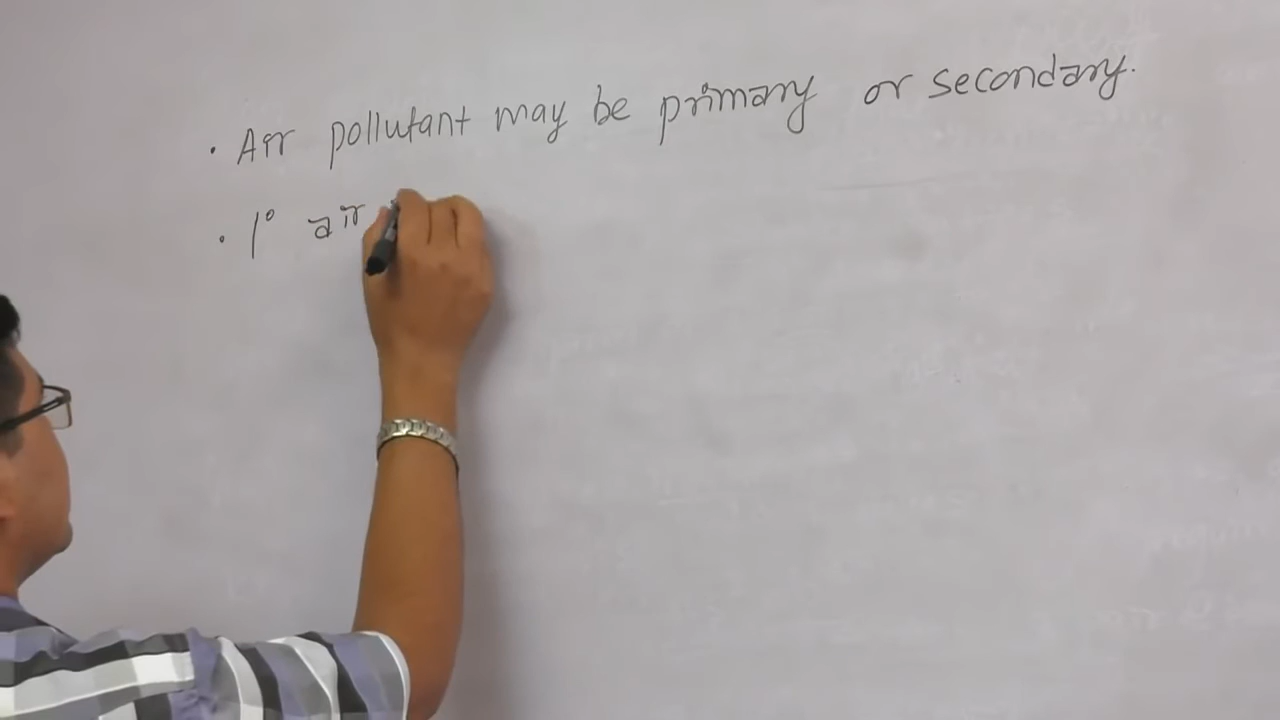 · Air pollutant may be primary or secondary.
· 1° air